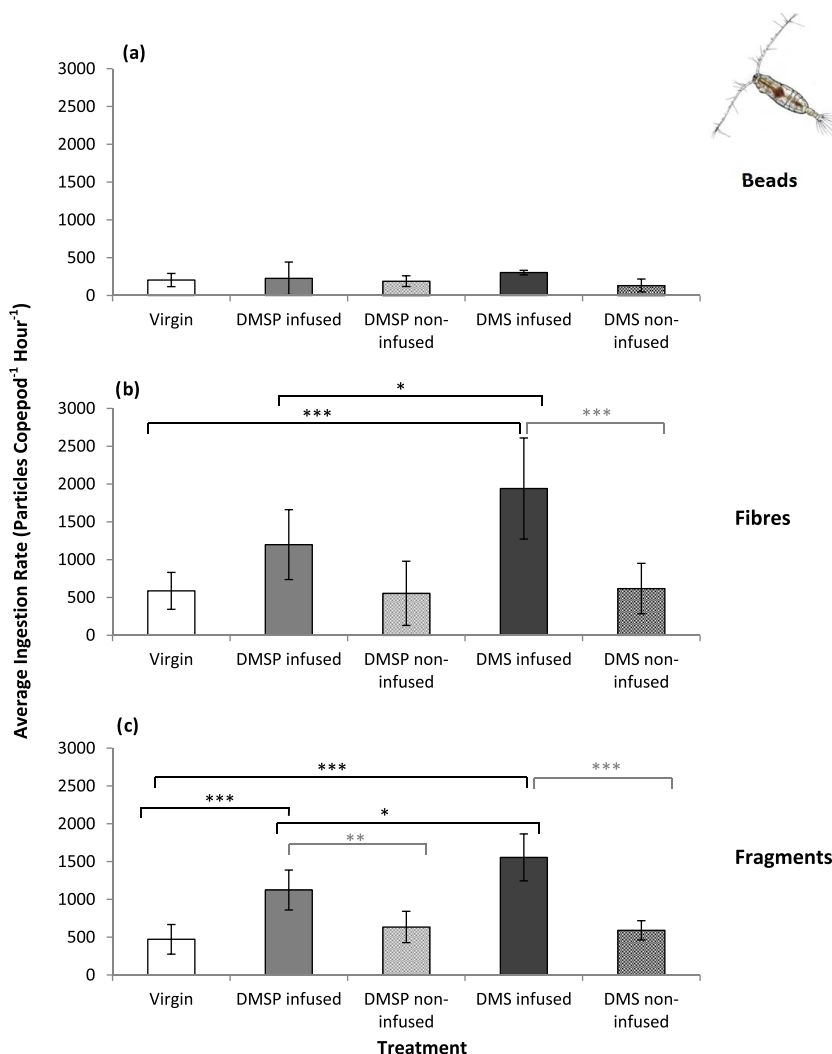 (a)
3000
2500
2000
1500
1000
500
0
Virgin
DMSP infused
DMSP non-
infused
DMS infused
DMS non-
infused
Beads
Average Ingestion Rate (Particles Copepod⁻¹ Hour⁻¹)
(b)
*
***
***
3000
2500
2000
1500
1000
500
0
Virgin
DMSP infused
DMSP non-
infused
DMS infused
DMS non-
infused
Fibres
(c)
***
***
***
*
**
3000
2500
2000
1500
1000
500
0
Virgin
DMSP infused
DMSP non-
infused
DMS infused
DMS non-
infused
Fragments
Treatment